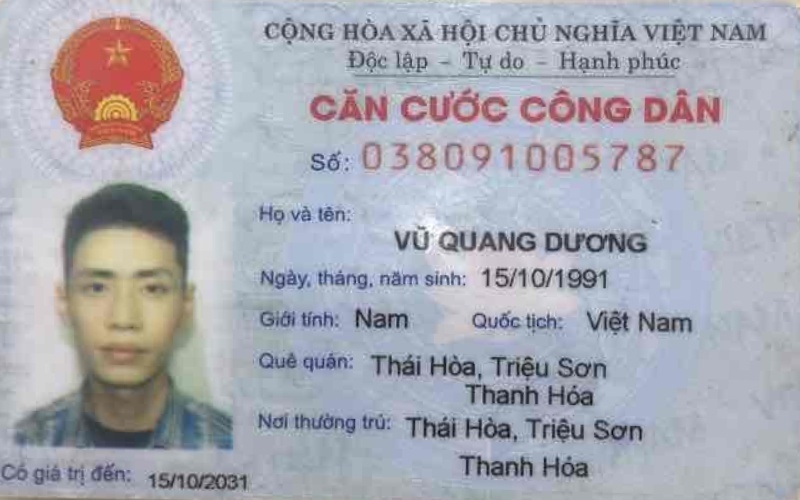 CỘNG HÒA XÃ HỘI CHỦ NGHĨA VIỆT NAM
Độc lập - Tự do - Hạnh phúc
CĂN CƯỚC CÔNG DÂN
Số: 038091005787
Họ và tên:
VŨ QUANG DƯƠNG
Ngày, tháng, năm sinh: 15/10/1991
Giới tính: Nam Quốc tịch: Việt Nam
Quê quán: Thái Hòa, Triệu Sơn
Thanh Hóa
Nơi thường trú: Thái Hòa, Triệu Sơn
Thanh Hóa
Có giá trị đến: 15/10/2031